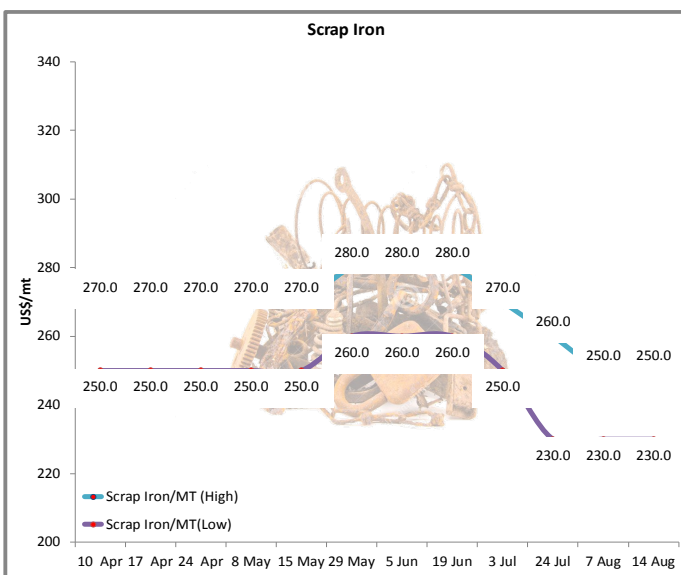 Scrap Iron
340
320
300
280
260
240
220
200
US$/mt
280.0 280.0 280.0
270.0 270.0 270.0 270.0 270.0 270.0
260.0
250.0 250.0
260.0 260.0 260.0
250.0 250.0 250.0 250.0 250.0 250.0
230.0 230.0 230.0
Scrap Iron/MT (High)
Scrap Iron/MT(Low)
10 Apr 17 Apr 24 Apr 8 May 15 May 29 May 5 Jun 19 Jun 3 Jul 24 Jul 7 Aug 14 Aug